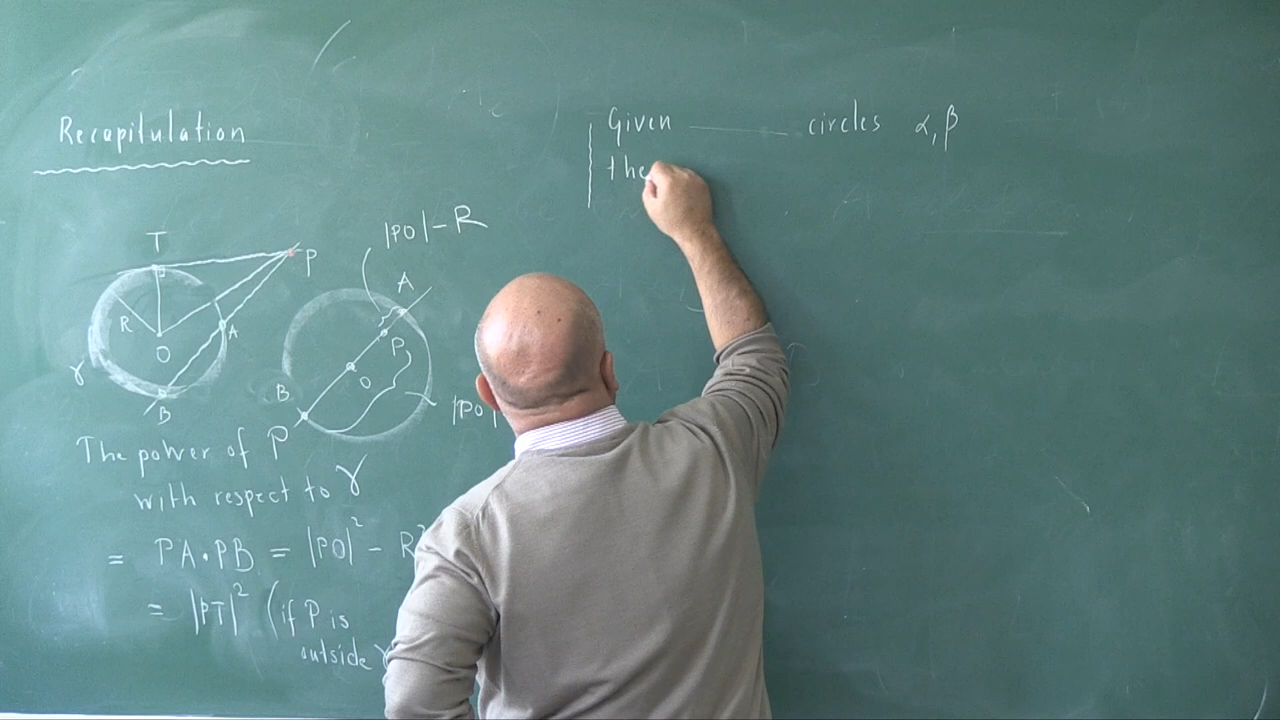 Recapitulation
T
P
R
O
A
B
γ
|PO| - R
A
P
O
B
P
|PO|
The power of P
with respect to γ
= PA·PB = |PO|² - R²
= |PT|² (if P is
outside γ
Given ——— circles α, β
the